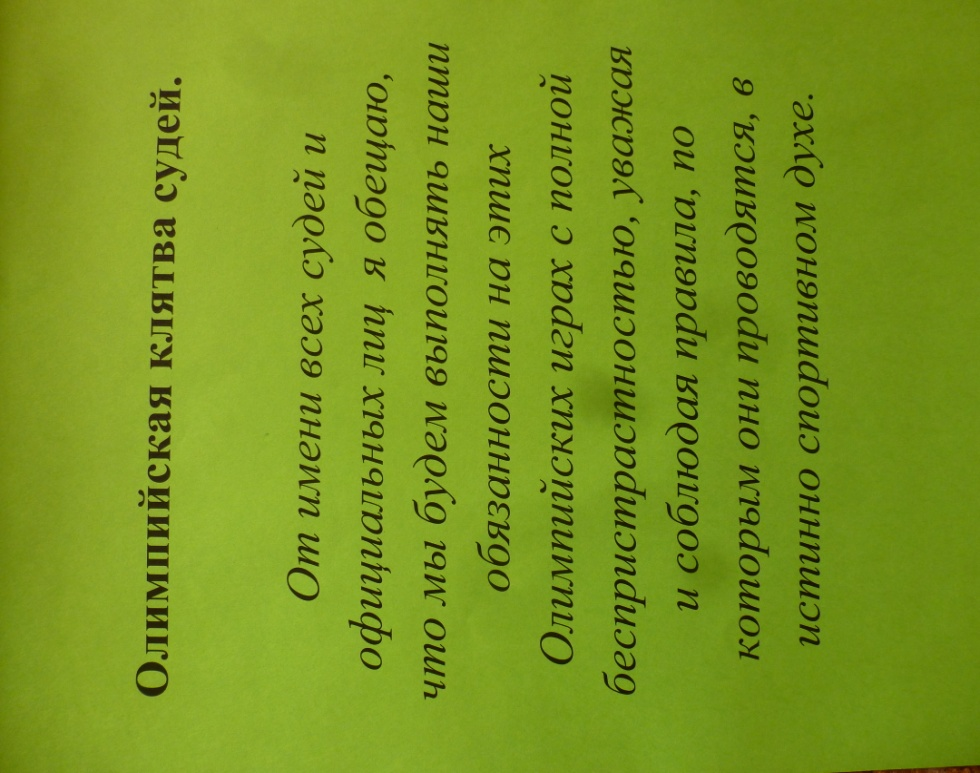 Олимпийская клятва судей.
От имени всех судей и
официальных лиц я обещаю,
что мы будем выполнять наши
обязанности на этих
Олимпийских играх с полной
беспристрастностью, уважая
и соблюдая правила, по
которым они проводятся, в
истинно спортивном духе.